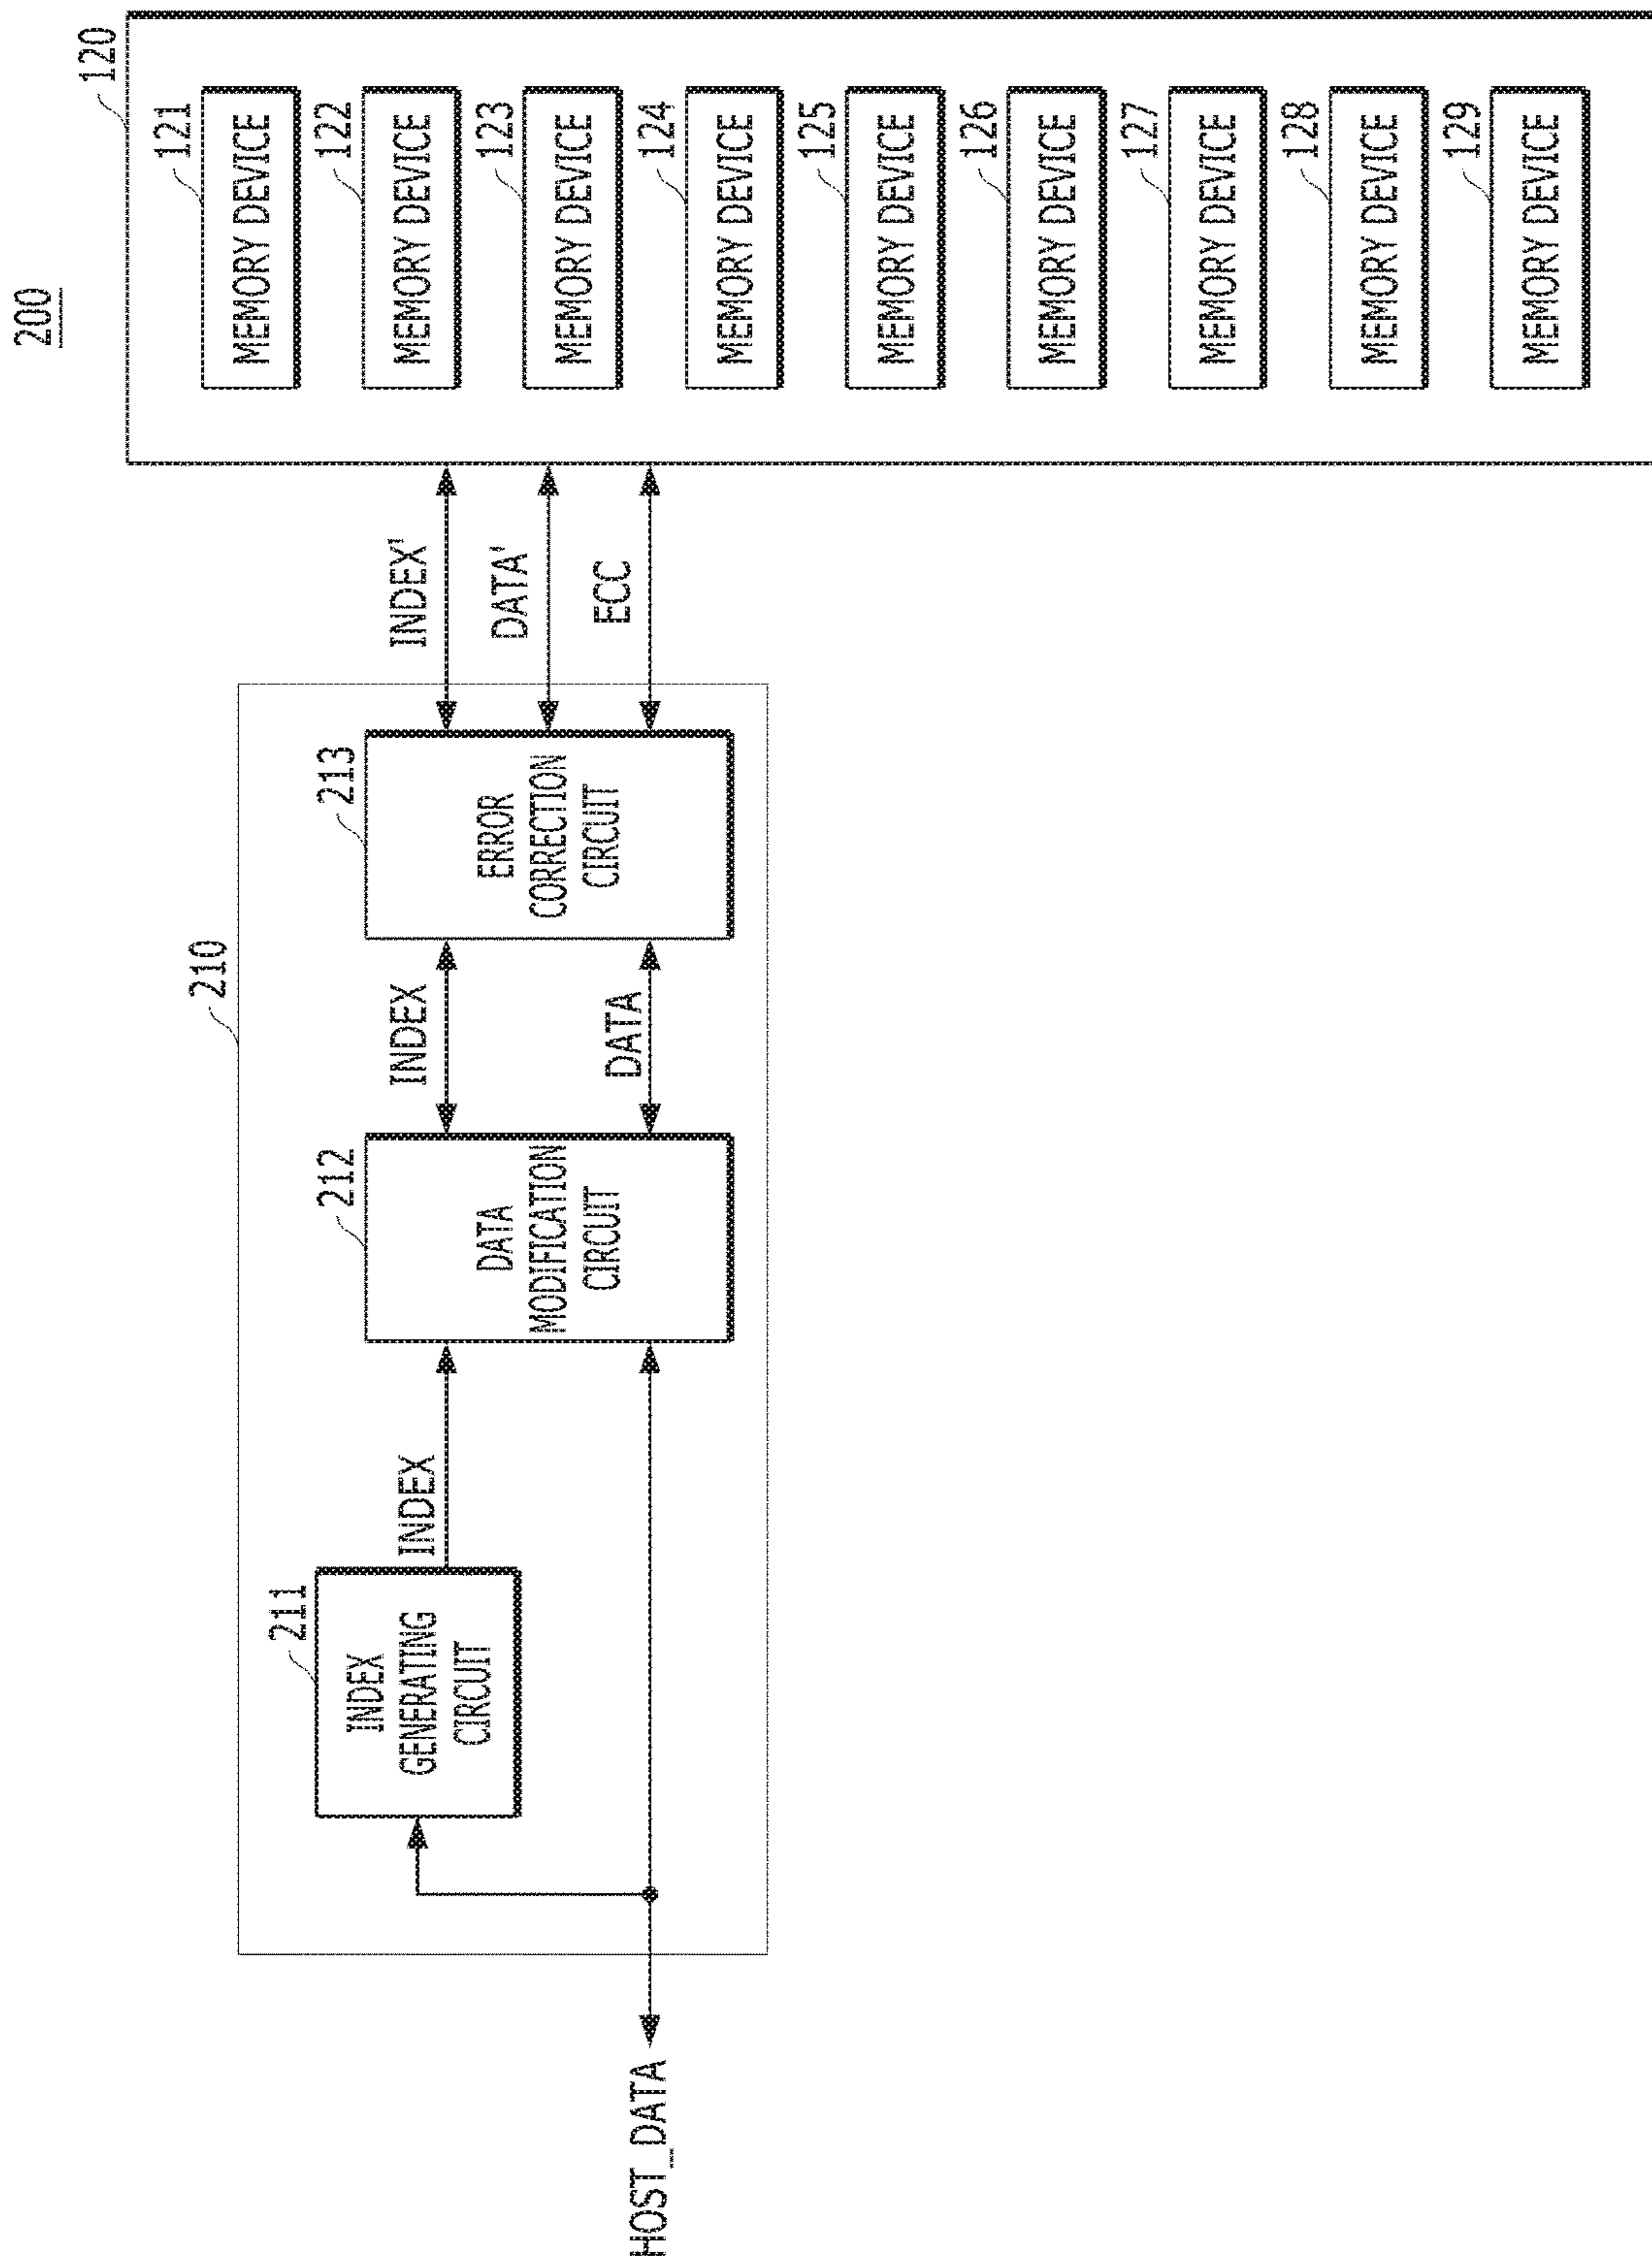 200
210
211
INDEX
GENERATING
CIRCUIT
INDEX
212
DATA
MODIFICATION
CIRCUIT
INDEX
DATA
213
ERROR
CORRECTION
CIRCUIT
INDEX'
DATA'
ECC
HOST_DATA
120
121
MEMORY DEVICE
122
MEMORY DEVICE
123
MEMORY DEVICE
124
MEMORY DEVICE
125
MEMORY DEVICE
126
MEMORY DEVICE
127
MEMORY DEVICE
128
MEMORY DEVICE
129
MEMORY DEVICE